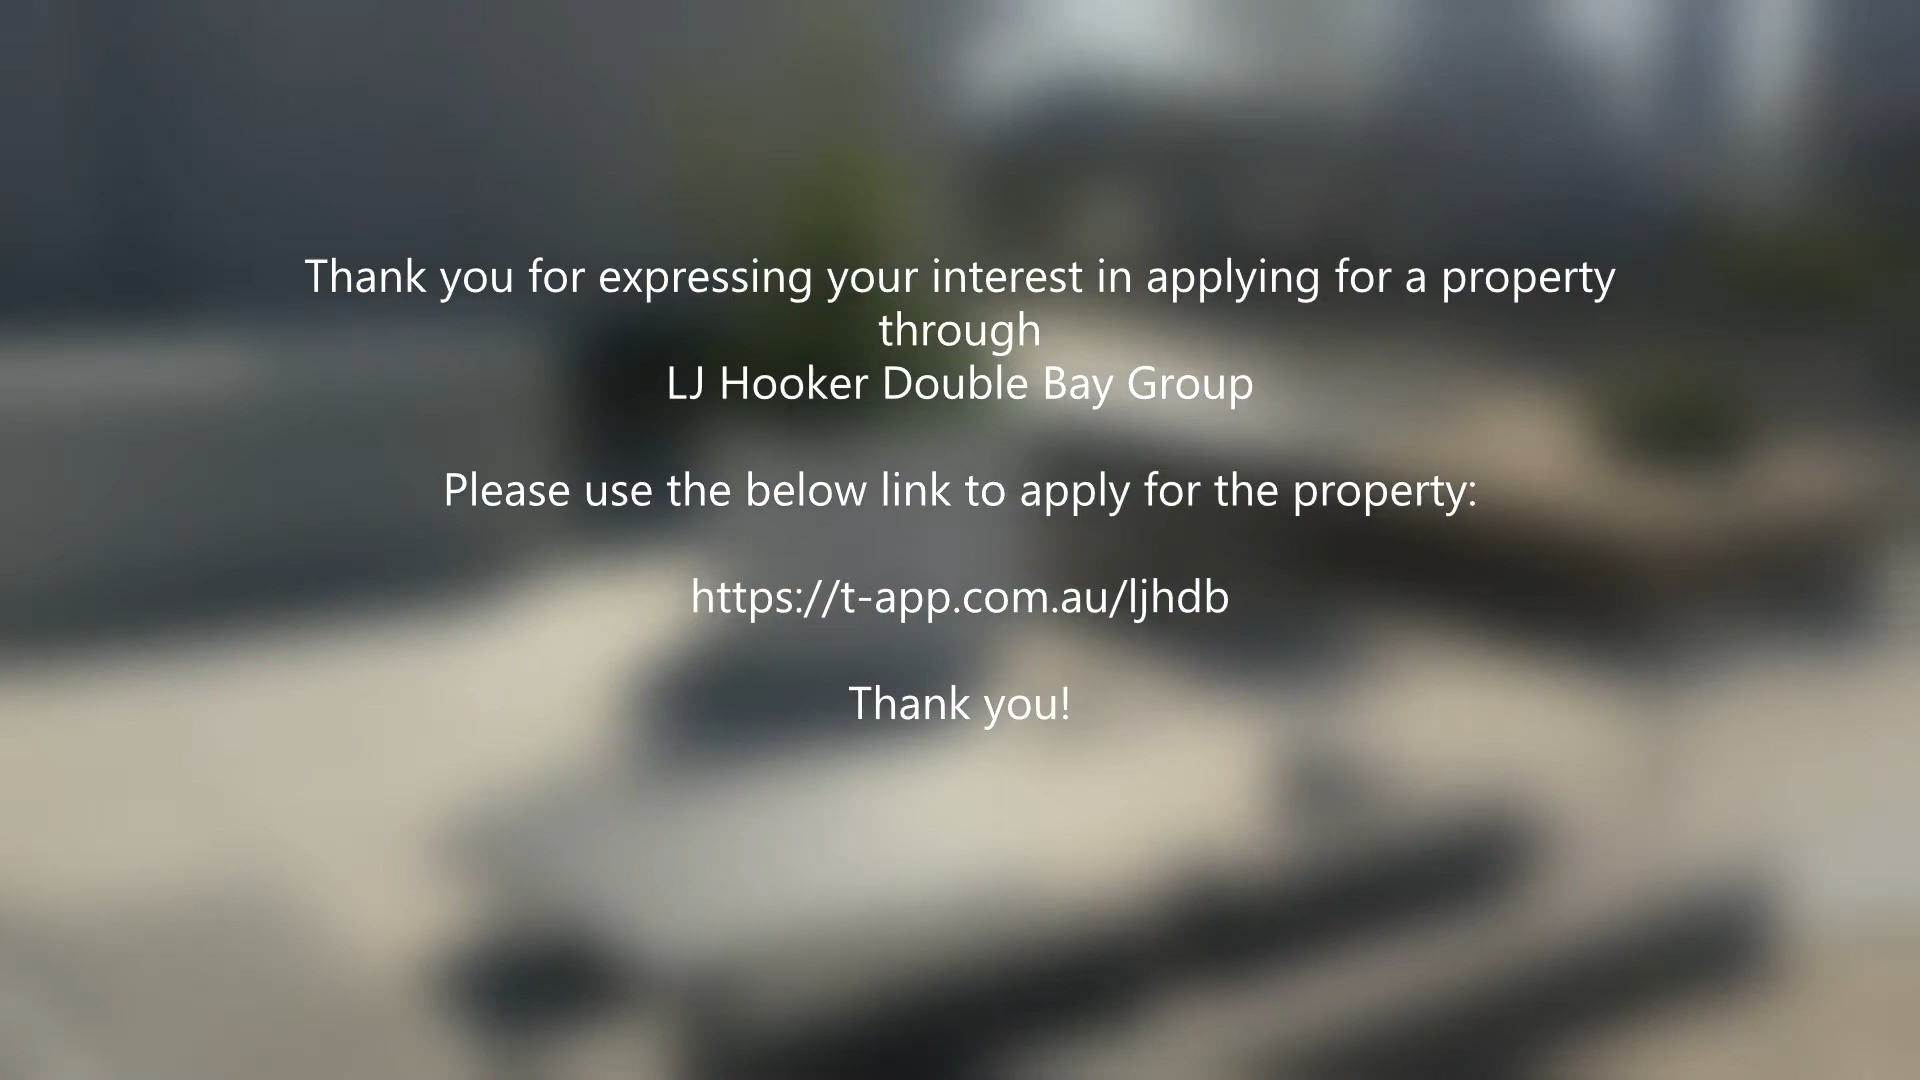 Thank you for expressing your interest in applying for a property
through
LJ Hooker Double Bay Group
Please use the below link to apply for the property:
https://t-app.com.au/ljhdb
Thank you!